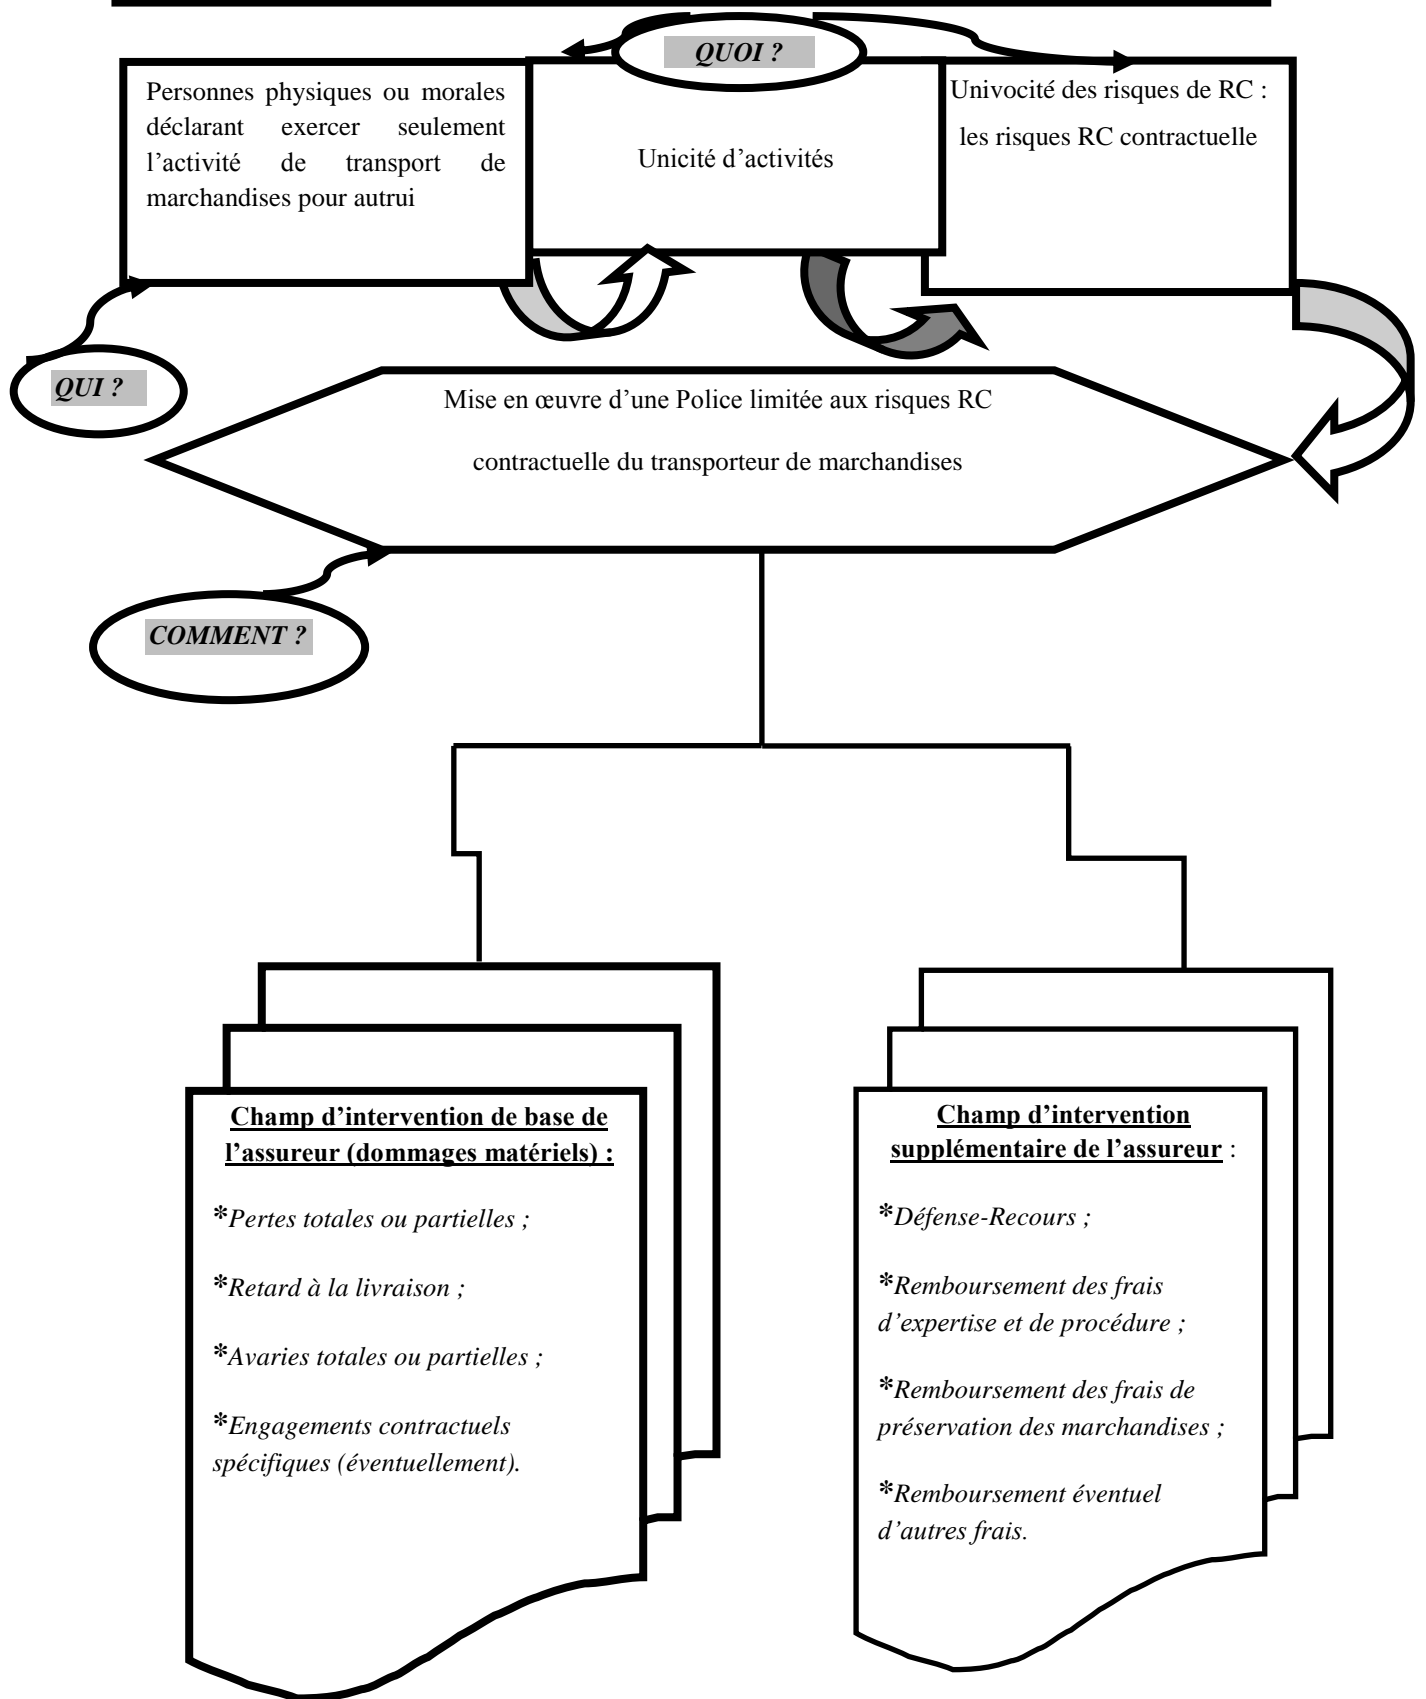 QUOI ?
Personnes physiques ou morales
déclarant exercer seulement
l’activité de transport de
marchandises pour autrui
Unicité d’activités
Univocité des risques de RC :
les risques RC contractuelle
QUI ?
Mise en œuvre d’une Police limitée aux risques RC
contractuelle du transporteur de marchandises
COMMENT ?
Champ d’intervention de base de
l’assureur (dommages matériels) :
*Pertes totales ou partielles ;
*Retard à la livraison ;
*Avaries totales ou partielles ;
*Engagements contractuels
spécifiques (éventuellement).
Champ d’intervention
supplémentaire de l’assureur :
*Défense-Recours ;
*Remboursement des frais
d’expertise et de procédure ;
*Remboursement des frais de
préservation des marchandises ;
*Remboursement éventuel
d’autres frais.